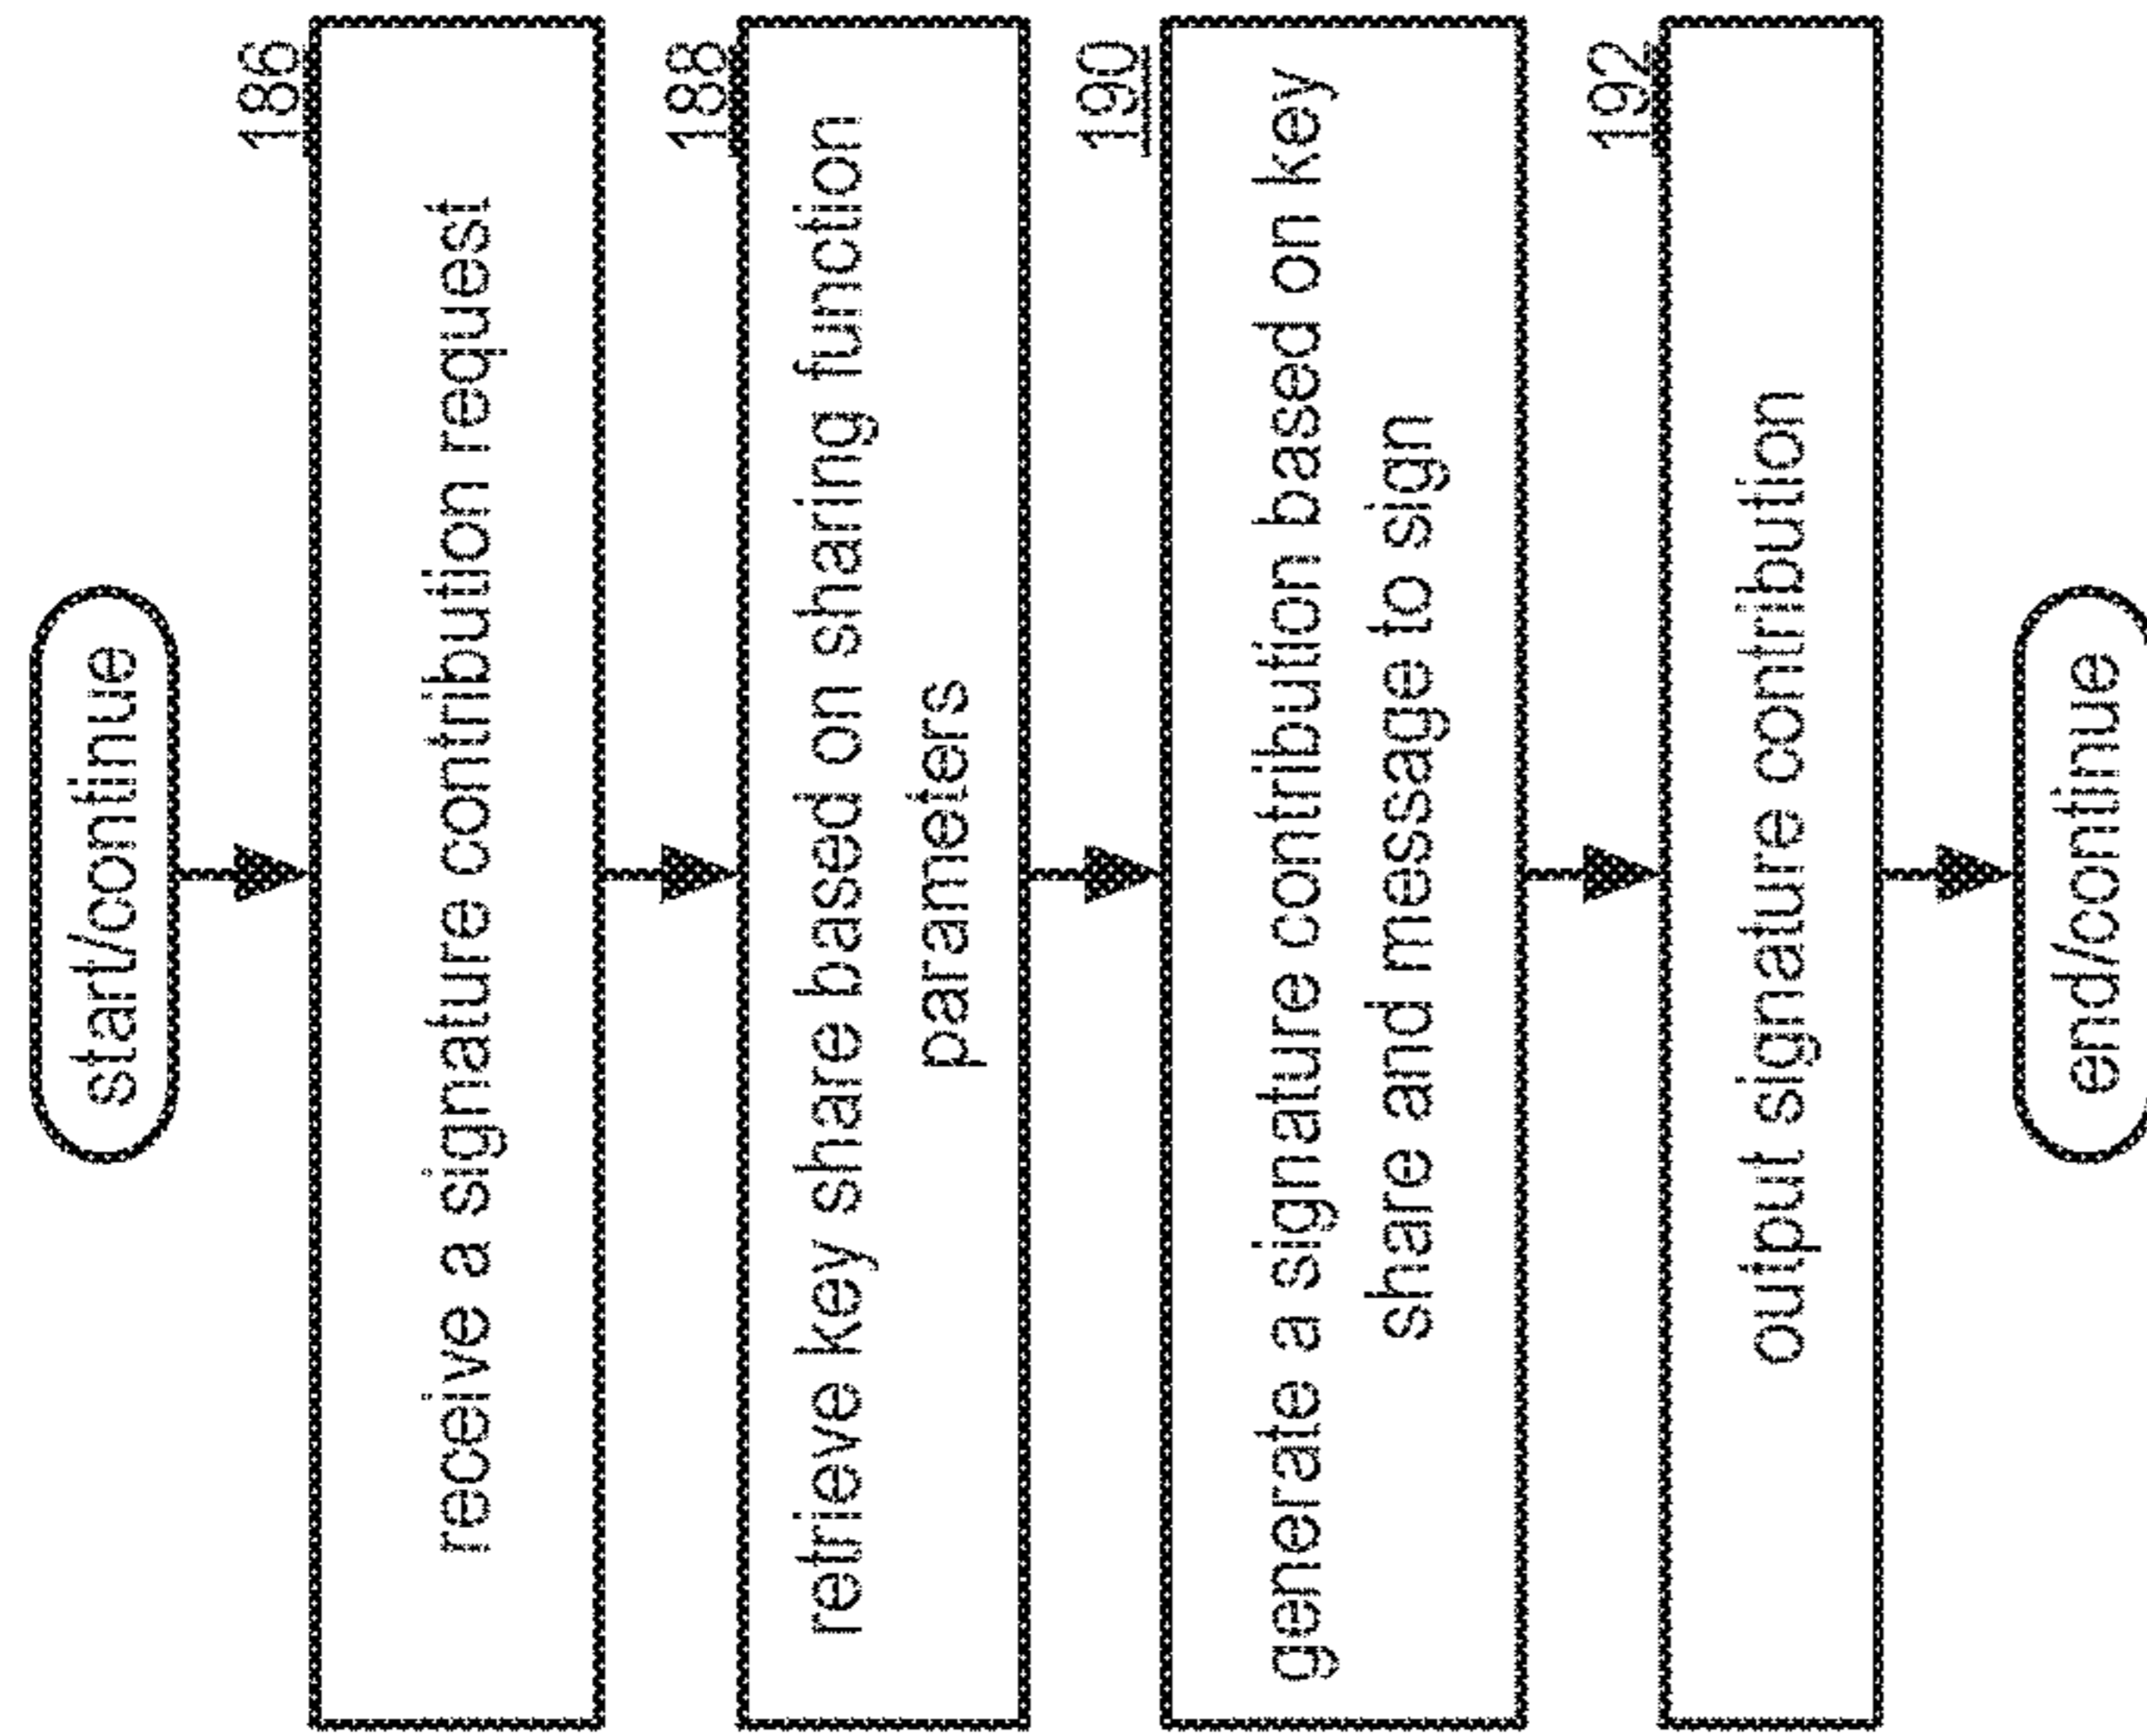 start/continue
186
receive a signature contribution request
188
retrieve key share based on sharing function
parameters
190
generate a signature contribution based on key
share and message to sign
192
output signature contribution
end/continue